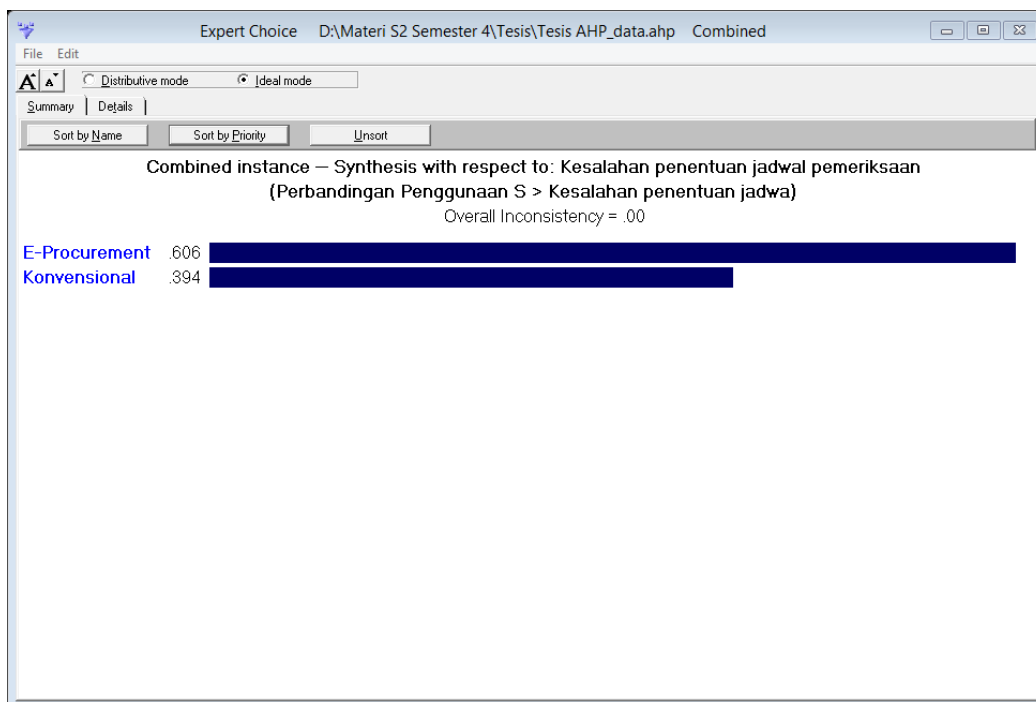 Expert Choice D:\Materi S2 Semester 4\Tesis\Tesis AHP_data.ahp Combined
File Edit
A A Distributive mode Ideal mode
Summary Details
Sort by Name Sort by Priority Unsort
Combined instance -- Synthesis with respect to: Kesalahan penentuan jadwal pemeriksaan
(Perbandingan Penggunaan S > Kesalahan penentuan jadwa)
Overall Inconsistency = .00
E-Procurement .606
Konvensional .394